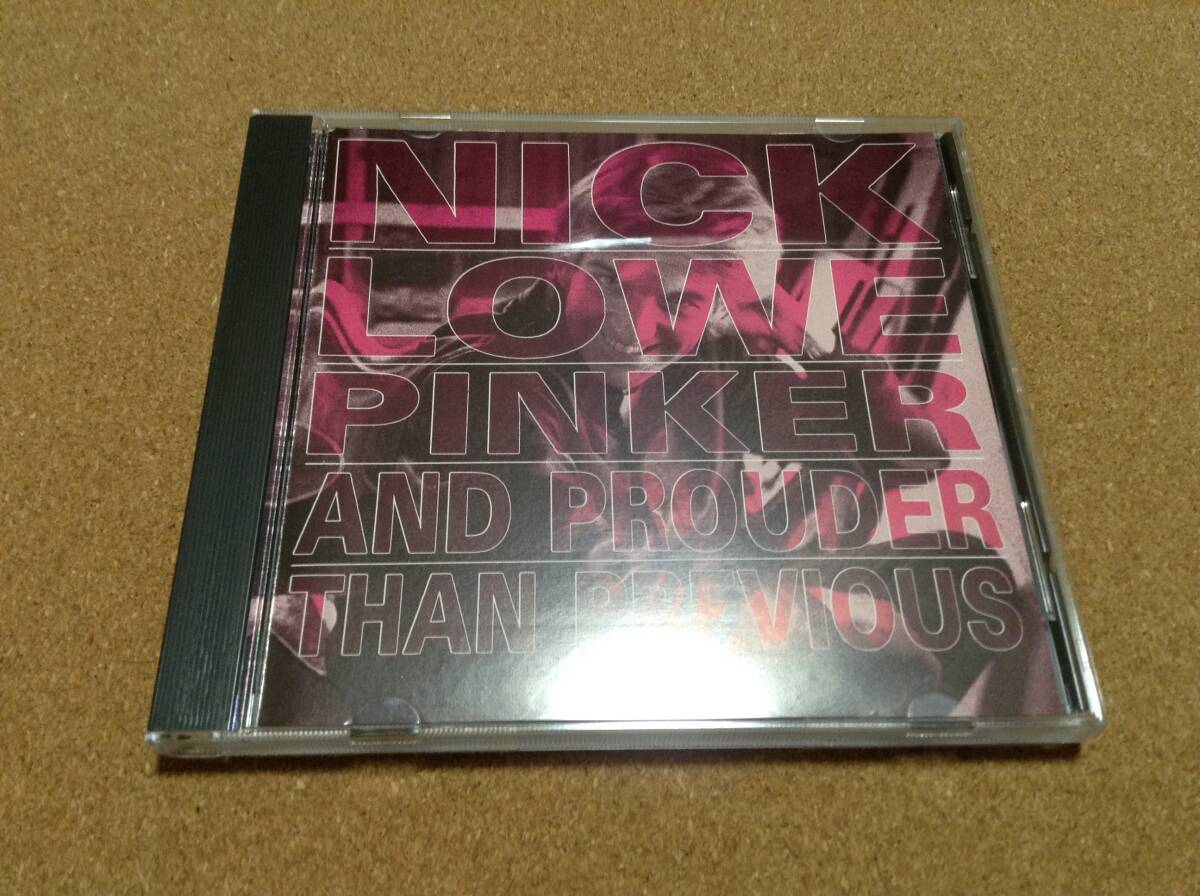 NICK
LOWE
PINKER
AND PROUDER
THAN PREVIOUS